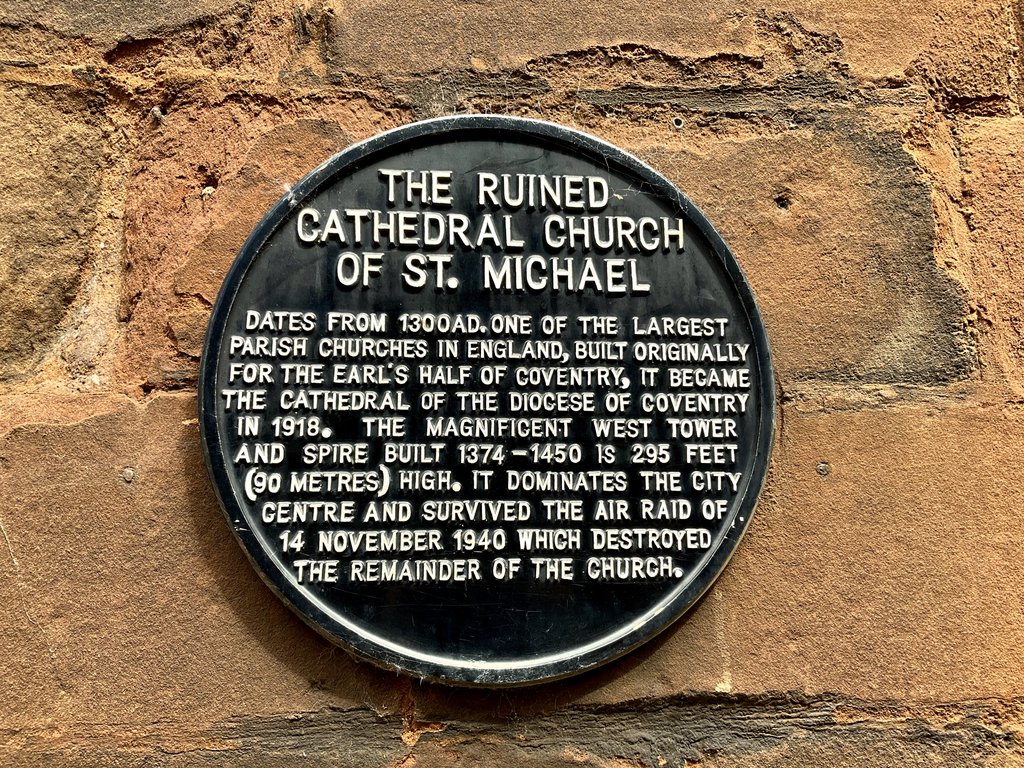 THE RUINED
CATHEDRAL CHURCH
OF ST. MICHAEL
DATES FROM 1300AD. ONE OF THE LARGEST
PARISH CHURCHES IN ENGLAND, BUILT ORIGINALLY
FOR THE EARL'S HALF OF COVENTRY, IT BECAME
THE CATHEDRAL OF THE DIOCESE OF COVENTRY
IN 1918. THE MAGNIFICENT WEST TOWER
AND SPIRE BUILT 1374-1450 IS 295 FEET
(90 METRES) HIGH. IT DOMINATES THE CITY
CENTRE AND SURVIVED THE AIR RAID OF
14 NOVEMBER 1940 WHICH DESTROYED
THE REMAINDER OF THE CHURCH.